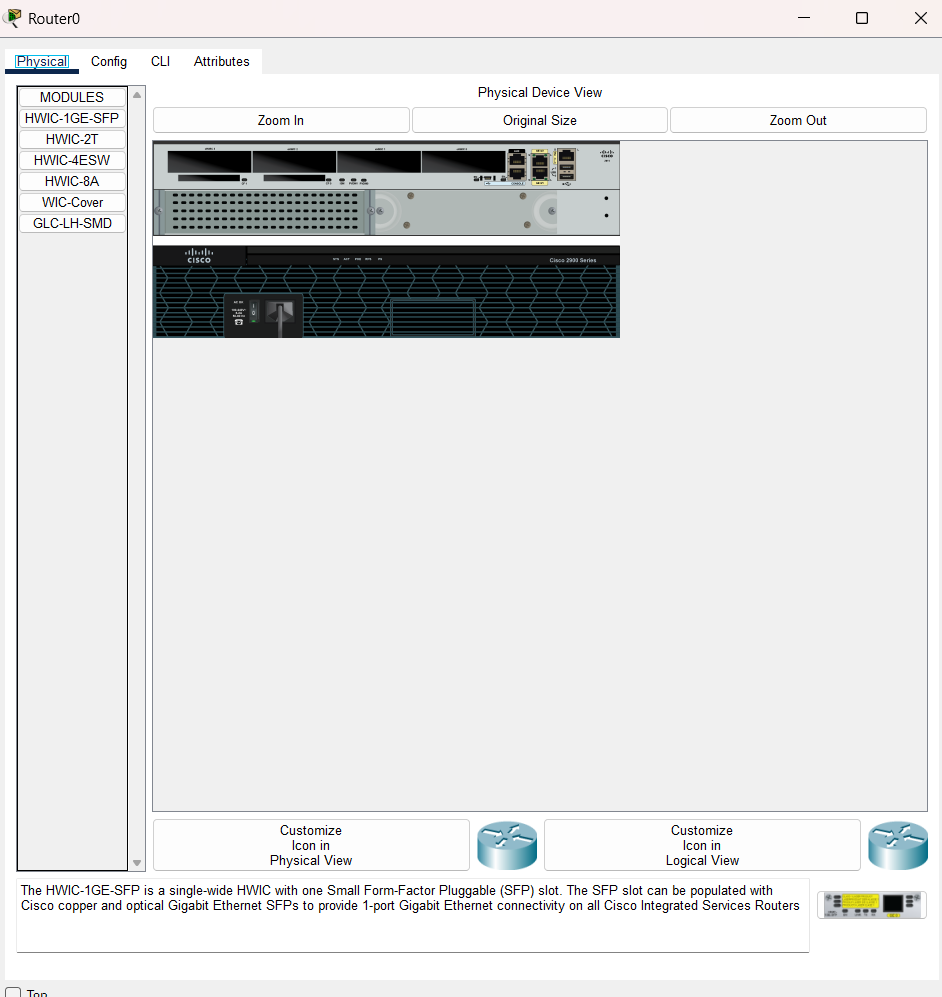 Router0
Physical
Config
CLI
Attributes
MODULES
HWIC-1GE-SFP
HWIC-2T
HWIC-4ESW
HWIC-8A
WIC-Cover
GLC-LH-SMD
Physical Device View
Zoom In
Original Size
Zoom Out
CISCO
Cisco 2900 Series
Customize
Icon in
Physical View
Customize
Icon in
Logical View
The HWIC-1GE-SFP is a single-wide HWIC with one Small Form-Factor Pluggable (SFP) slot. The SFP slot can be populated with
Cisco copper and optical Gigabit Ethernet SFPs to provide 1-port Gigabit Ethernet connectivity on all Cisco Integrated Services Routers
Top